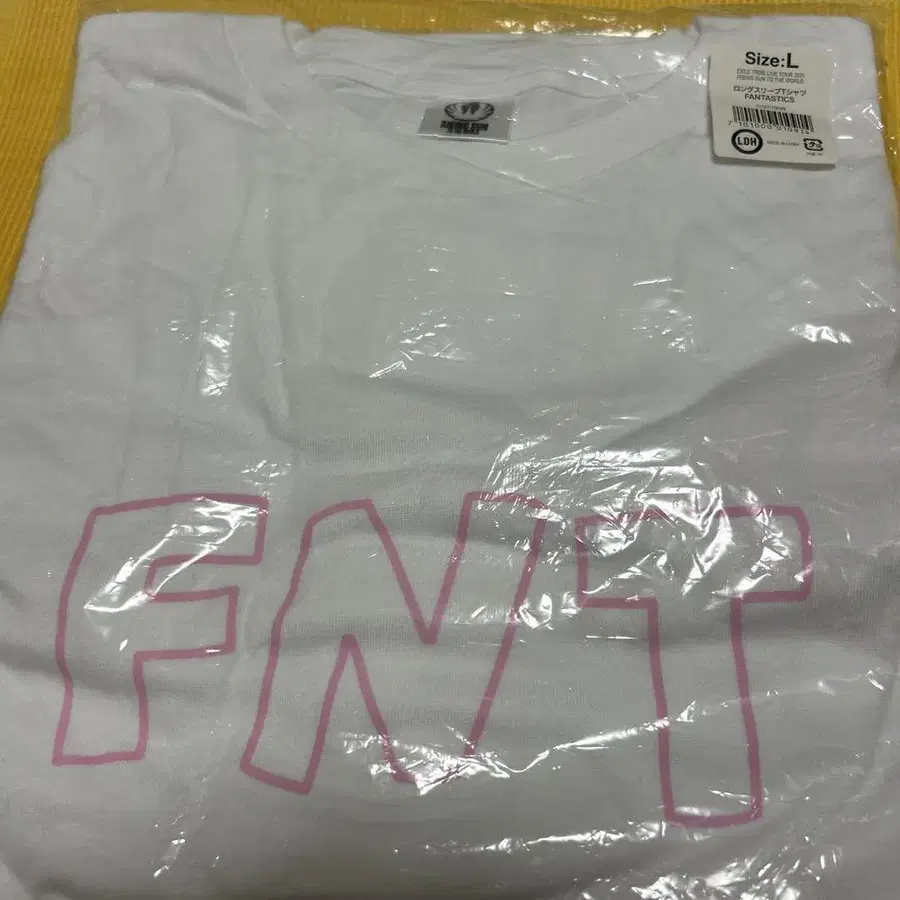 Size:L
EXILE TRIBE LIVE TOUR 2021
"RISING SUN TO THE WORLD"
ロングスリーブTシャツ
FANTASTICS
LDH
FNT